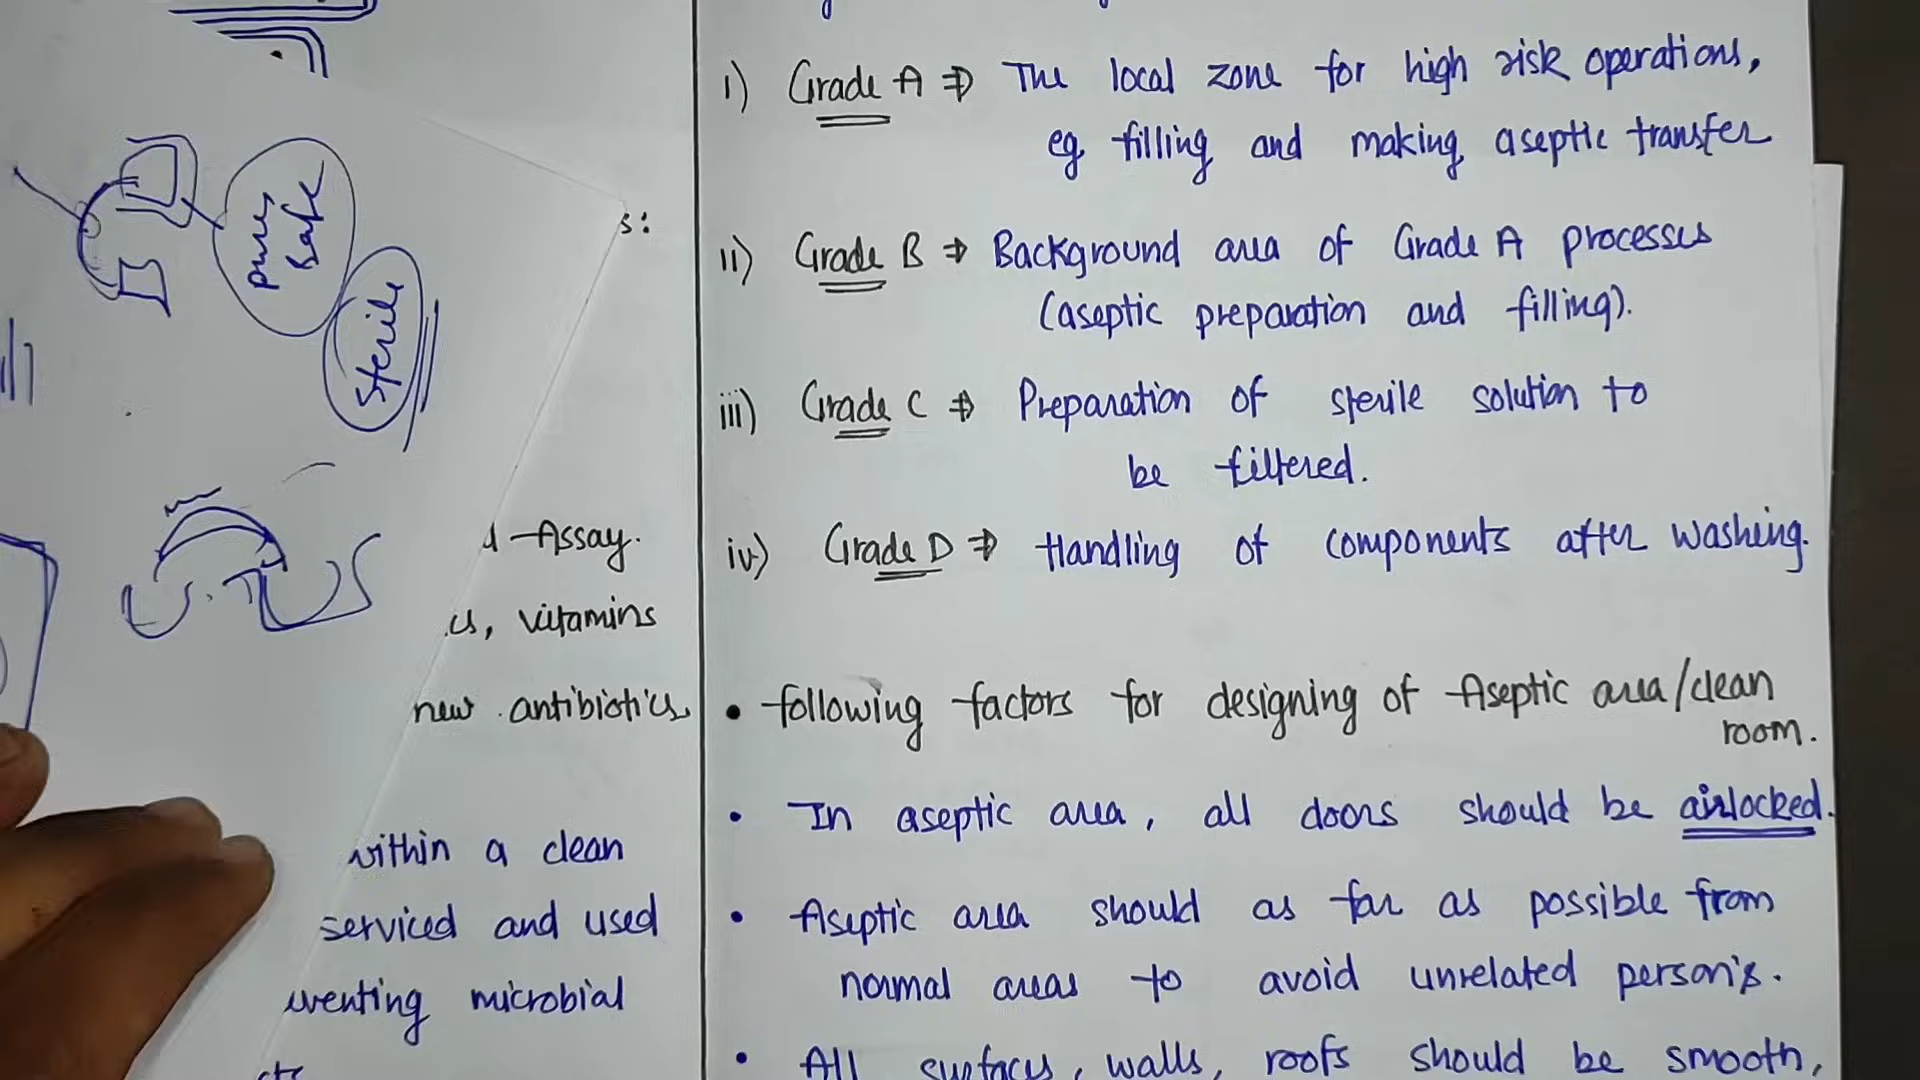 pure
safe
sterile
s:
Assay.
vitamins
new antibiotics,
within a clean
serviced and used
microbial
i) Grade A ⇒ The local zone for high risk operations,
eg filling and making aseptic transfer
ii) Grade B ⇒ Background area of Grade A processes
(aseptic preparation and filling).
iii) Grade C ⇒ Preparation of sterile solution to
be filtered.
iv) Grade D ⇒ Handling of components after washing.
• following factors for designing of Aseptic area/clean
room.
• In aseptic area, all doors should be airlocked.
• Aseptic area should as far as possible from
normal areas to avoid unrelated person's.
• All surfaces, walls, roofs should be smooth,